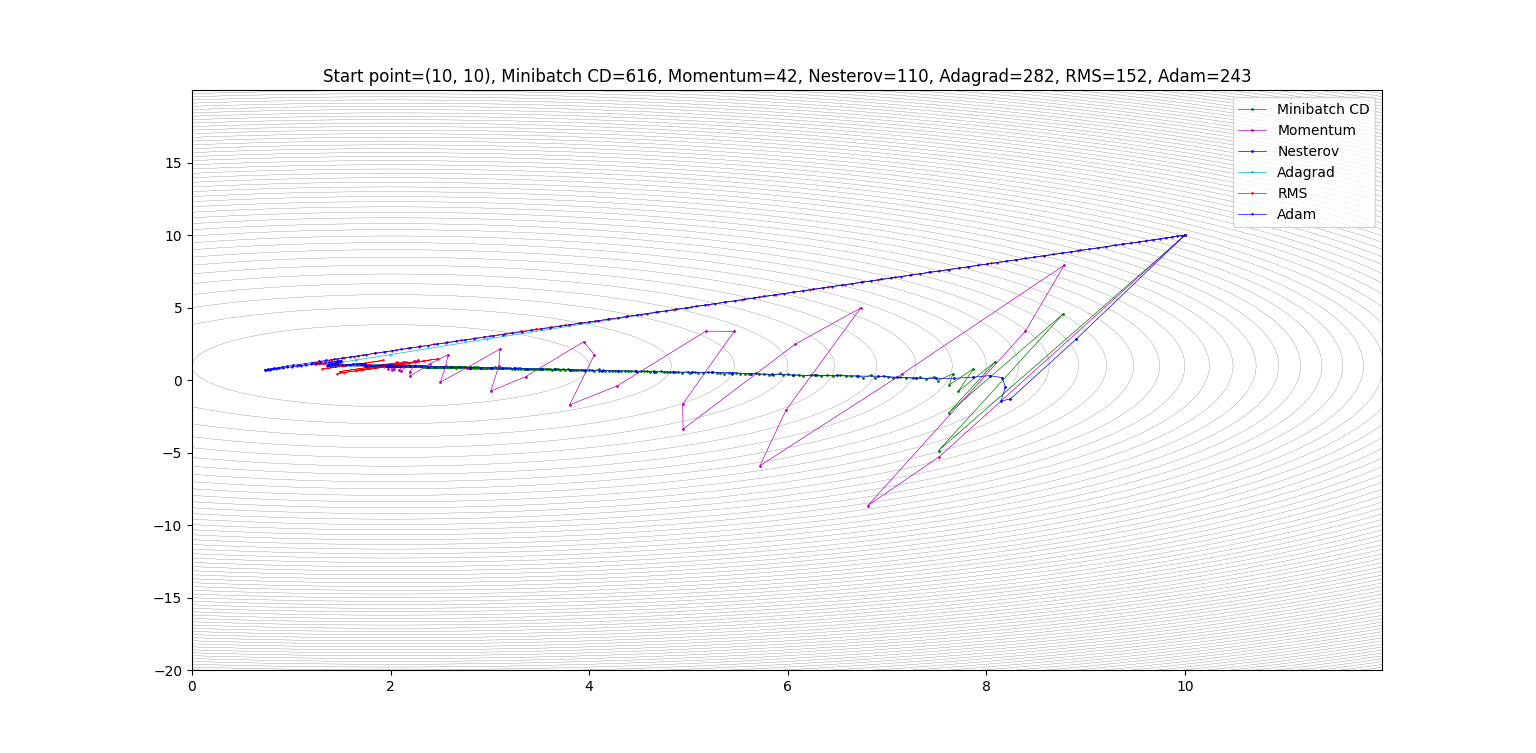 Start point=(10, 10), Minibatch CD=616, Momentum=42, Nesterov=110, Adagrad=282, RMS=152, Adam=243
Minibatch CD
Momentum
Nesterov
Adagrad
RMS
Adam
15
10
5
0
−5
−10
−15
−20
0 2 4 6 8 10